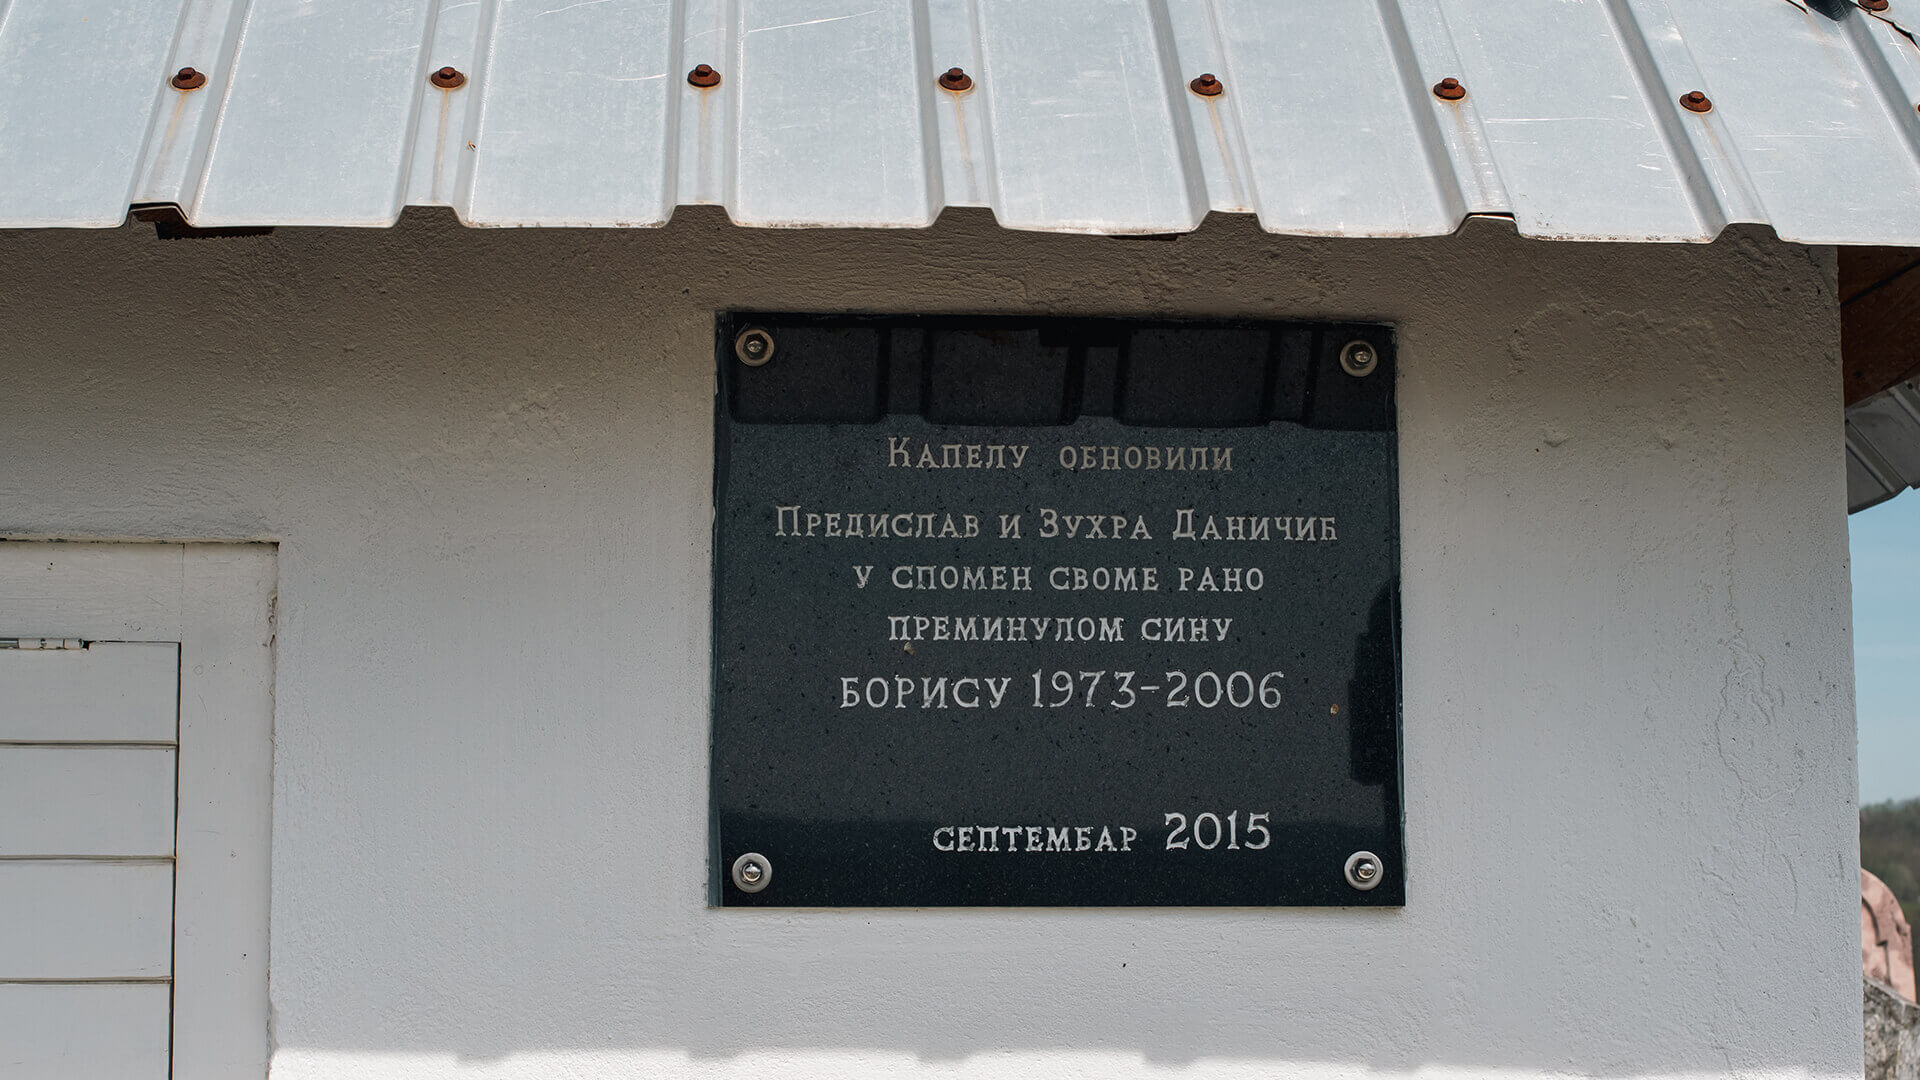 Капелу обновили
Предислав и Зухра Даничић
у спомен своме рано
преминулом сину
Борису 1973-2006
септембар 2015